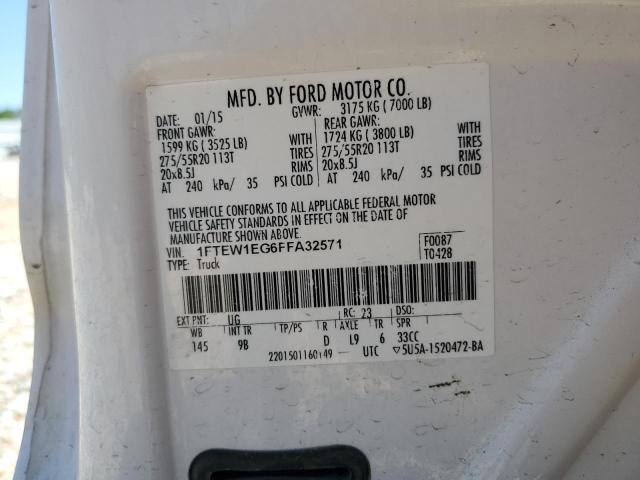 MFD. BY FORD MOTOR CO.
DATE: 01/15 GVWR: 3175 KG ( 7000 LB)
FRONT GAWR: REAR GAWR:
1599 KG ( 3525 LB) WITH 1724 KG ( 3800 LB) WITH
275/55R20 113T TIRES 275/55R20 113T TIRES
20x8.5J RIMS 20x8.5J RIMS
AT 240 kPa/ 35 PSI COLD AT 240 kPa/ 35 PSI COLD
THIS VEHICLE CONFORMS TO ALL APPLICABLE FEDERAL MOTOR
VEHICLE SAFETY STANDARDS IN EFFECT ON THE DATE OF
MANUFACTURE SHOWN ABOVE.
VIN: 1FTEW1EG6FFA32571 F0087
TYPE: Truck T0428
EXT PNT: UG RC: 23 DSO:
WB INT TR TP/PS R AXLE TR SPR
145 9B D L9 6 33CC
2201501160149 UTC ▽5U5A-1520472-BA